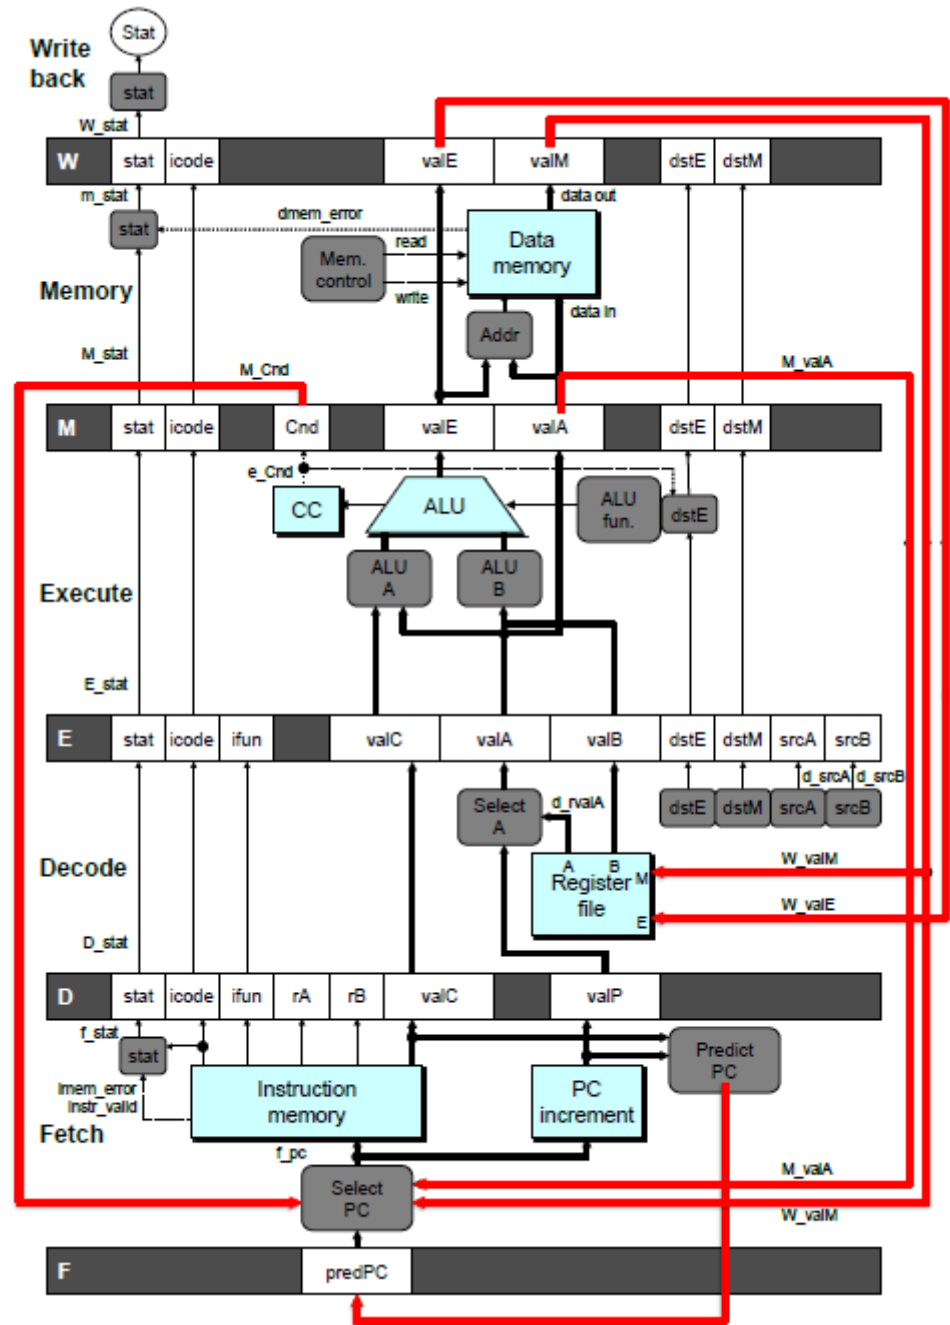 Stat
Write
back
stat
W_stat
W stat icode valE valM dstE dstM
m_stat
data out
dmem_error
stat
read
Mem.
control
Data
memory
write
Memory
data in
Addr
M_stat
M_Cnd
M_valA
M stat icode Cnd valE valA dstE dstM
e_Cnd
CC
ALU
ALU
fun.
dstE
ALU
A
ALU
B
Execute
E_stat
E stat icode ifun valC valA valB dstE dstM srcA srcB
d_srcA d_srcB
Select
A
d_rvalA
dstE dstM srcA srcB
A B
Register
file
M
E
W_valM
W_valE
Decode
D_stat
D stat icode ifun rA rB valC valP
f_stat
stat
Predict
PC
Imem_error
Instr_valid
Instruction
memory
PC
increment
Fetch
f_pc
M_valA
Select
PC
W_valM
F predPC